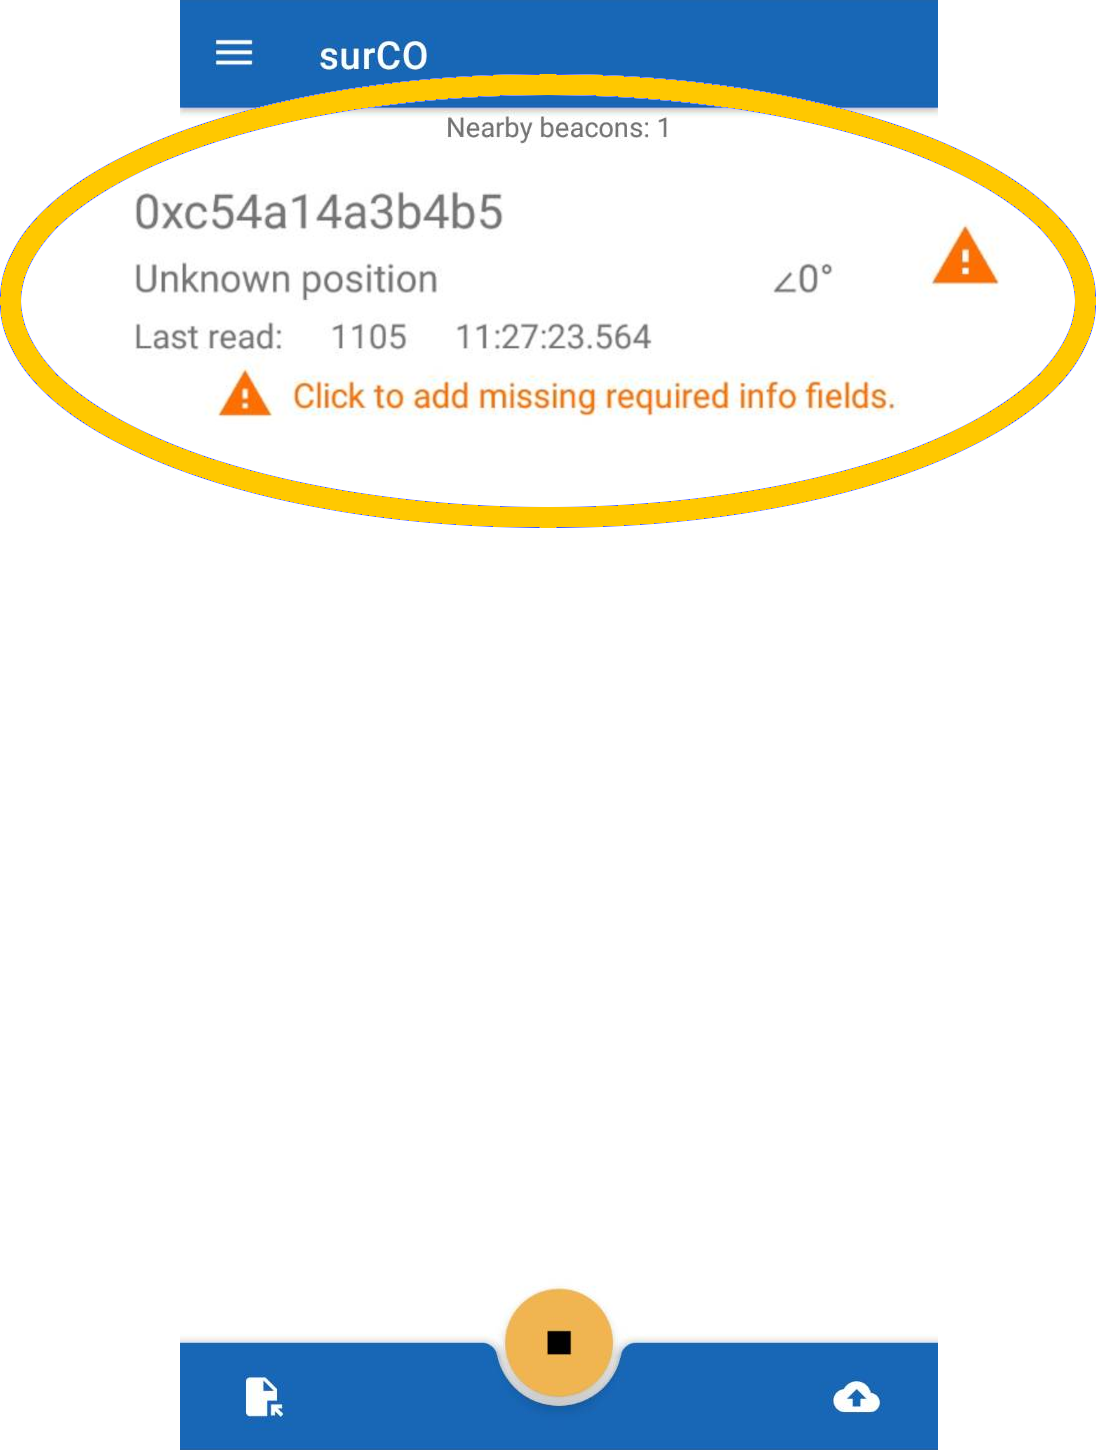 surCO
Nearby beacons: 1
0xc54a14a3b4b5
Unknown position ∠0°
Last read: 1105 11:27:23.564
Click to add missing required info fields.